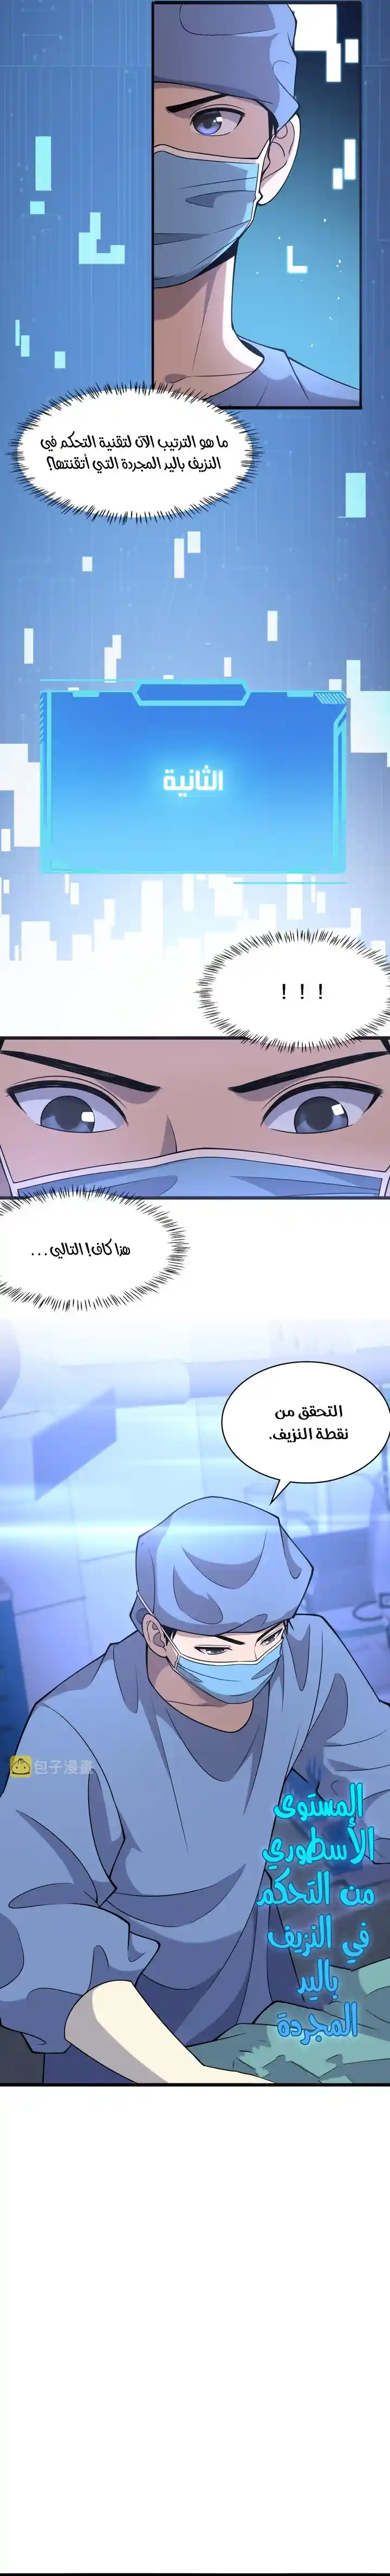 ما هو الترتيب الآن لتقنية التحكم في
النزيف باليد المجردة التي أتقنتها؟
الثانية
! ! !
هذا كاف! التالي...
التحقق من
نقطة النزيف.
包子漫畫
المستوى
الأسطوري
من التحكم
في النزيف
باليد
المجردة